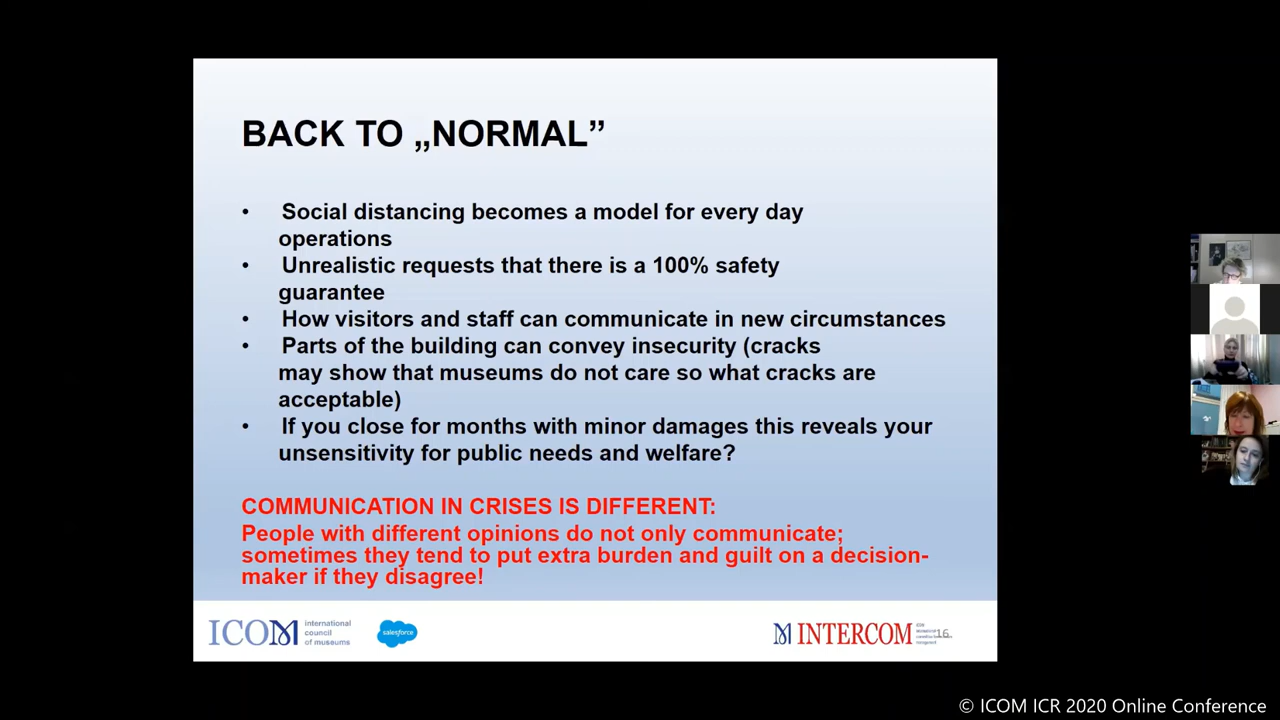 BACK TO „NORMAL”
• Social distancing becomes a model for every day
operations
• Unrealistic requests that there is a 100% safety
guarantee
• How visitors and staff can communicate in new circumstances
• Parts of the building can convey insecurity (cracks
may show that museums do not care so what cracks are
acceptable)
• If you close for months with minor damages this reveals your
unsensitivity for public needs and welfare?
COMMUNICATION IN CRISES IS DIFFERENT:
People with different opinions do not only communicate;
sometimes they tend to put extra burden and guilt on a decision-
maker if they disagree!
ICOM
international
council
of museums
salesforce
INTERCOM
16
© ICOM ICR 2020 Online Conference